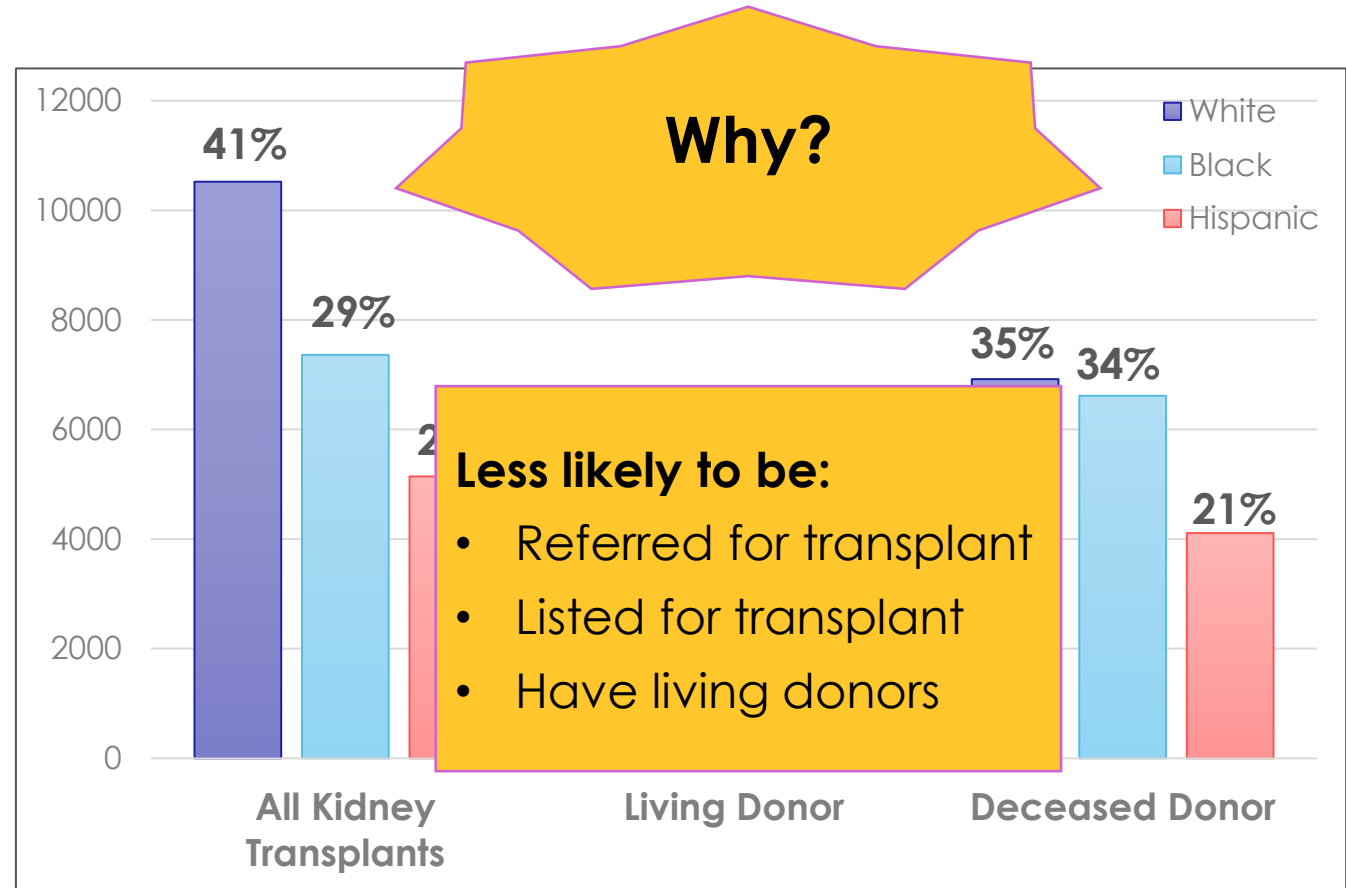 Why?
White
Black
Hispanic
12000
10000
8000
6000
4000
2000
0
41%
29%
35%
34%
21%
Less likely to be:
• Referred for transplant
• Listed for transplant
• Have living donors
All Kidney
Transplants
Living Donor
Deceased Donor